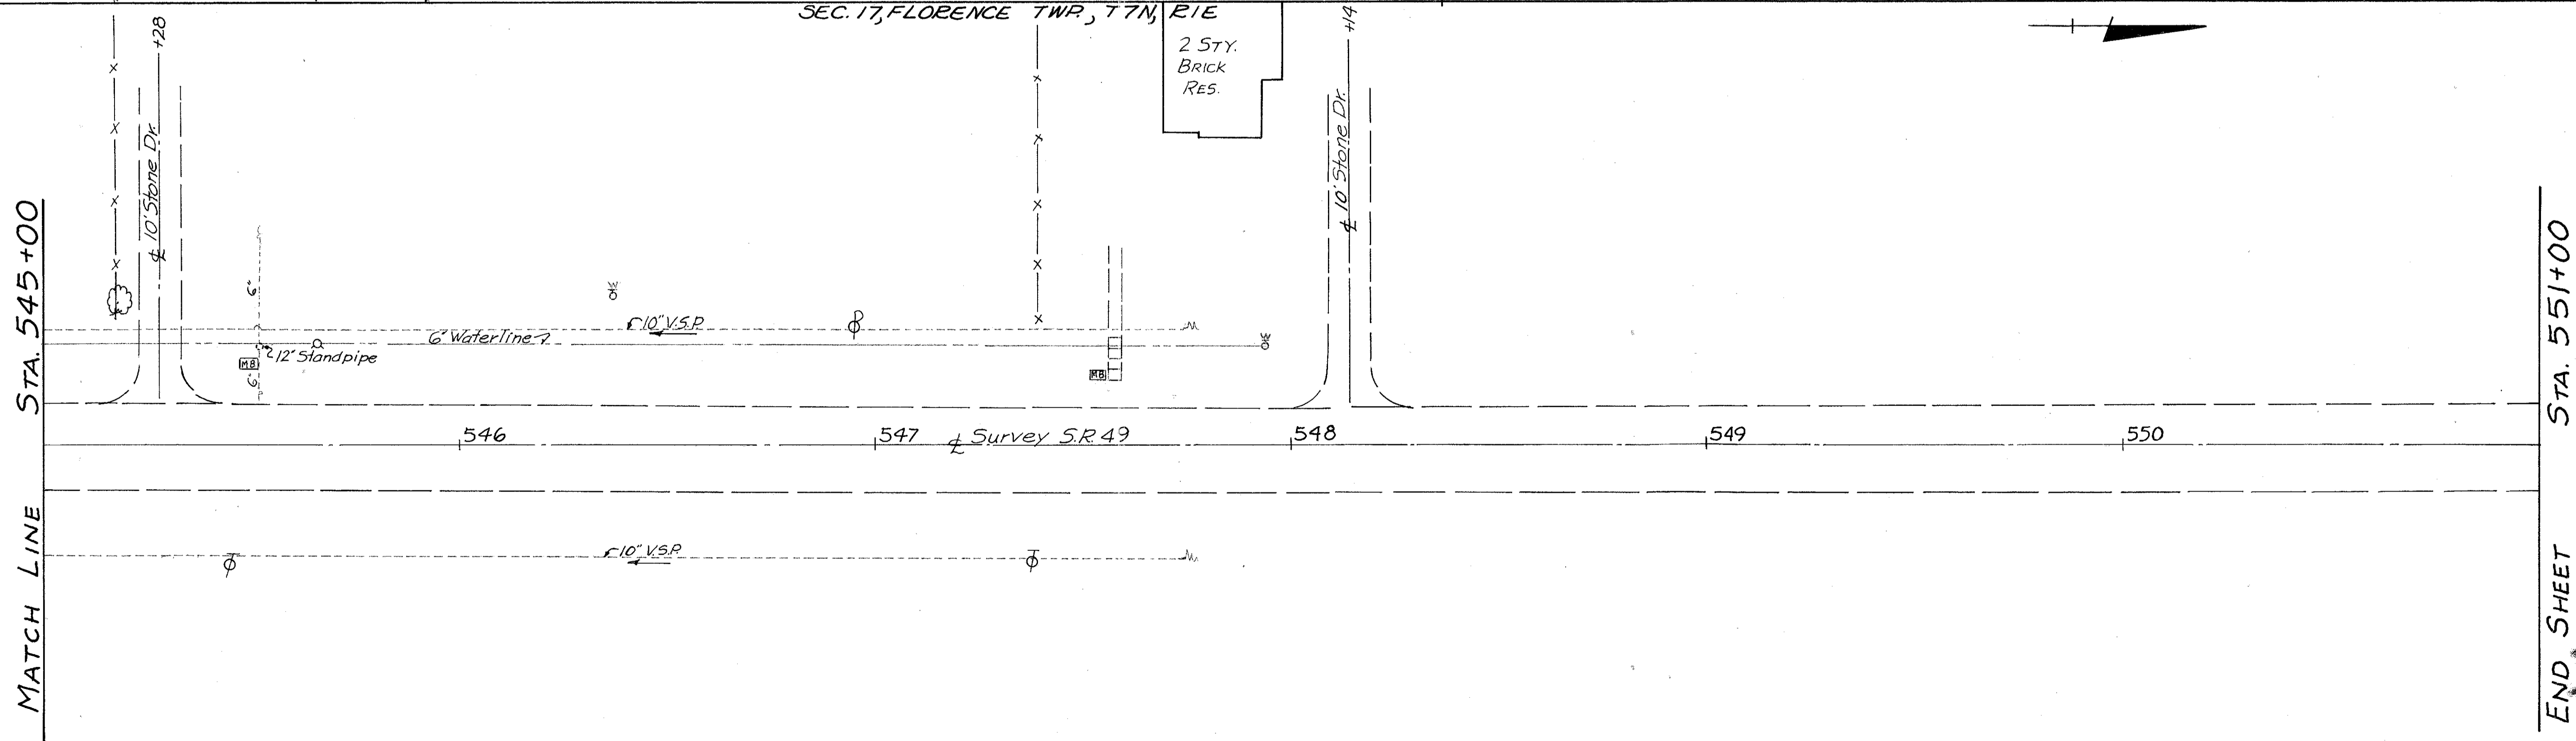 SEC. 17, FLORENCE TWP., T7N, R1E
+28
+14
2 STY.
BRICK
RES.
℄ 10' Stone Dr.
℄ 10' Stone Dr.
STA. 545+00
STA. 551+00
6"
W
10" V.S.P.
6" Waterline
W
12" Standpipe
MB
6"
MB
546
547
℄ Survey S.R. 49
548
549
550
MATCH LINE
10" V.S.P.
END SHEET